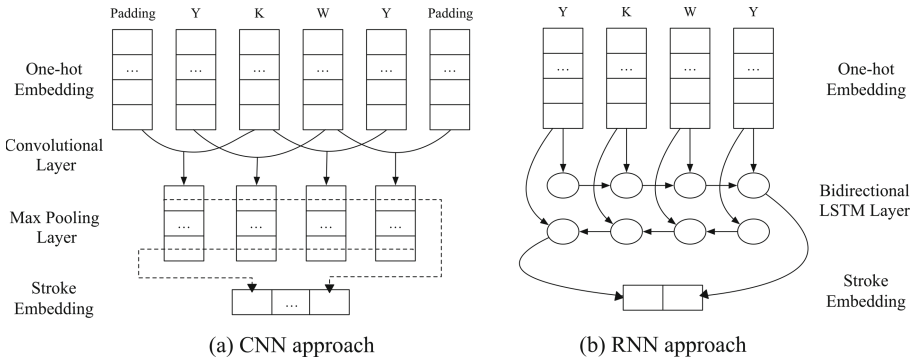 Padding Y K W Y Padding
One-hot
Embedding
...
...
...
...
...
...
Convolutional
Layer
Max Pooling
Layer
...
...
...
...
Stroke
Embedding
...
(a) CNN approach
Y K W Y
...
...
...
...
One-hot
Embedding
Bidirectional
LSTM Layer
Stroke
Embedding
(b) RNN approach